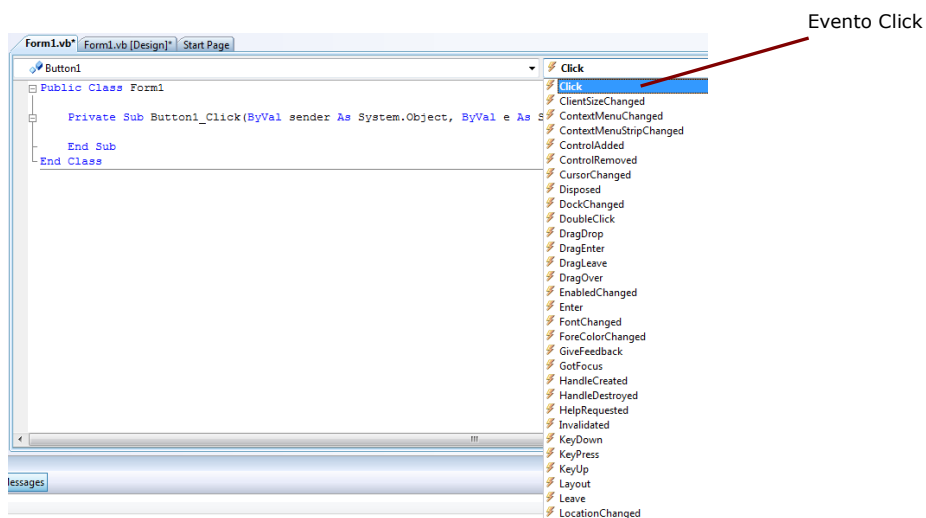 Evento Click
Form1.vb* Form1.vb [Design]* Start Page
Button1
Click
Public Class Form1
Private Sub Button1_Click(ByVal sender As System.Object, ByVal e As S
End Sub
End Class
Click
ClientSizeChanged
ContextMenuChanged
ContextMenuStripChanged
ControlAdded
ControlRemoved
CursorChanged
Disposed
DockChanged
DoubleClick
DragDrop
DragEnter
DragLeave
DragOver
EnabledChanged
Enter
FontChanged
ForeColorChanged
GiveFeedback
GotFocus
HandleCreated
HandleDestroyed
HelpRequested
Invalidated
KeyDown
KeyPress
KeyUp
Layout
Leave
LocationChanged
lessages